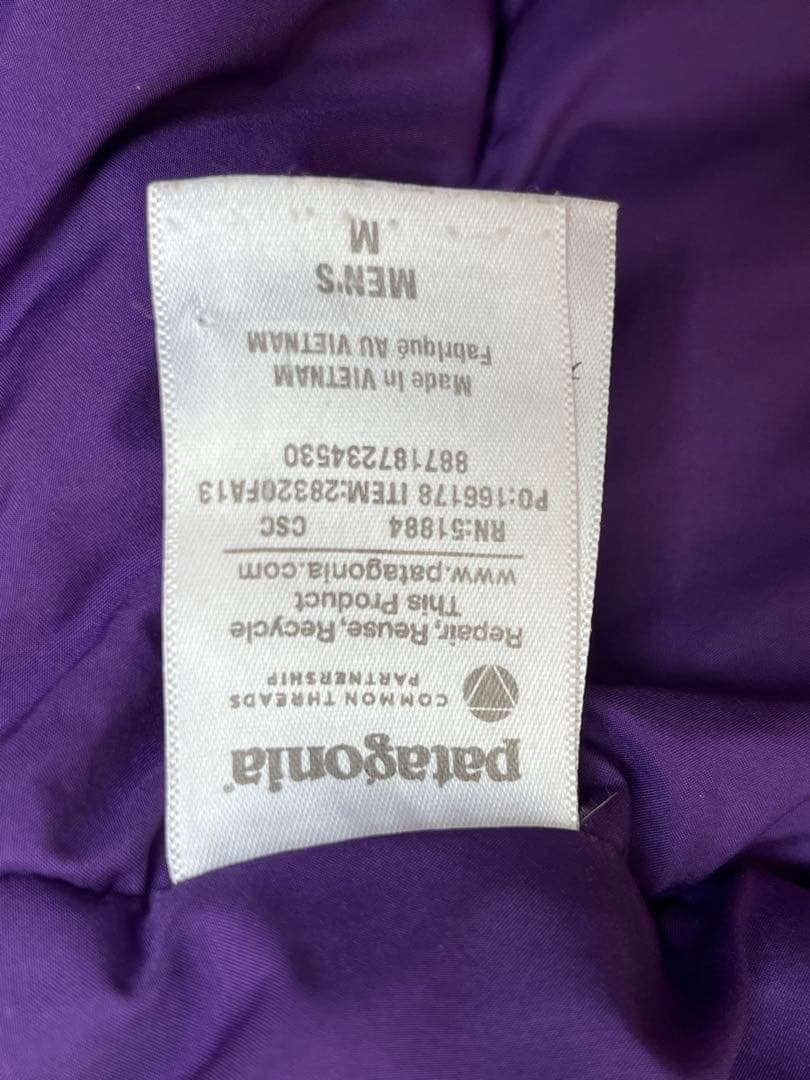 patagonia®
COMMON THREADS
PARTNERSHIP
Repair, Reuse, Recycle
This Product
www.patagonia.com
RN:51884 CSC
PO:166178 ITEM:28320FA13
887187234530
Made in VIETNAM
Fabriqué AU VIETNAM
MEN'S
M